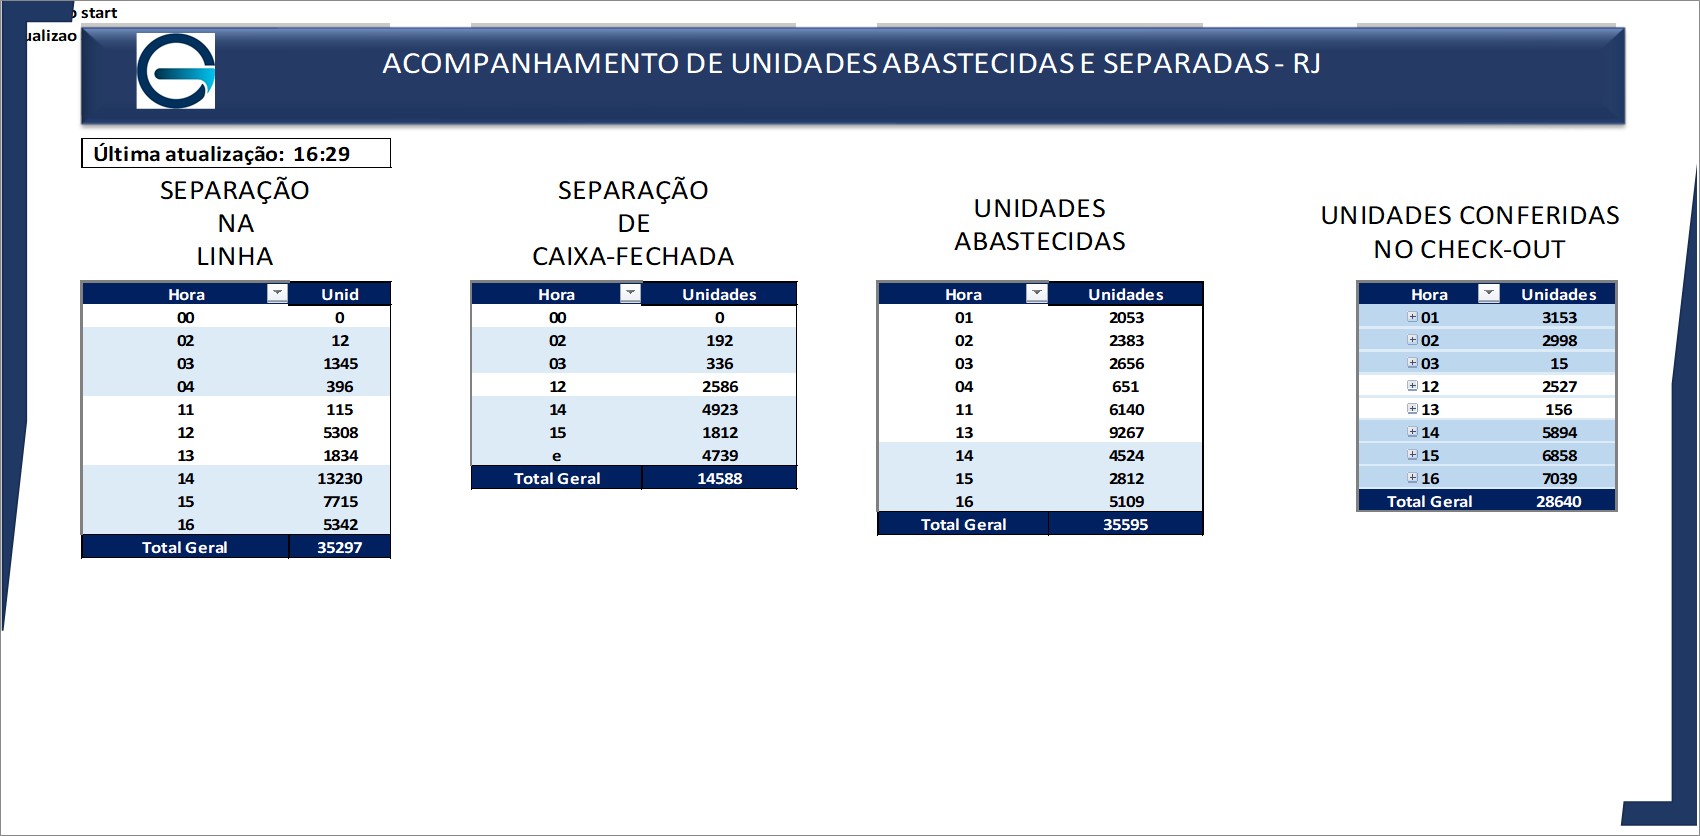 start
ualizao
ACOMPANHAMENTO DE UNIDADES ABASTECIDAS E SEPARADAS - RJ
Última atualização: 16:29
SEPARAÇÃO
NA
LINHA
Hora Unid
00 0
02 12
03 1345
04 396
11 115
12 5308
13 1834
14 13230
15 7715
16 5342
Total Geral 35297
SEPARAÇÃO
DE
CAIXA-FECHADA
Hora Unidades
00 0
02 192
03 336
12 2586
14 4923
15 1812
e 4739
Total Geral 14588
UNIDADES
ABASTECIDAS
Hora Unidades
01 2053
02 2383
03 2656
04 651
11 6140
13 9267
14 4524
15 2812
16 5109
Total Geral 35595
UNIDADES CONFERIDAS
NO CHECK-OUT
Hora Unidades
01 3153
02 2998
03 15
12 2527
13 156
14 5894
15 6858
16 7039
Total Geral 28640